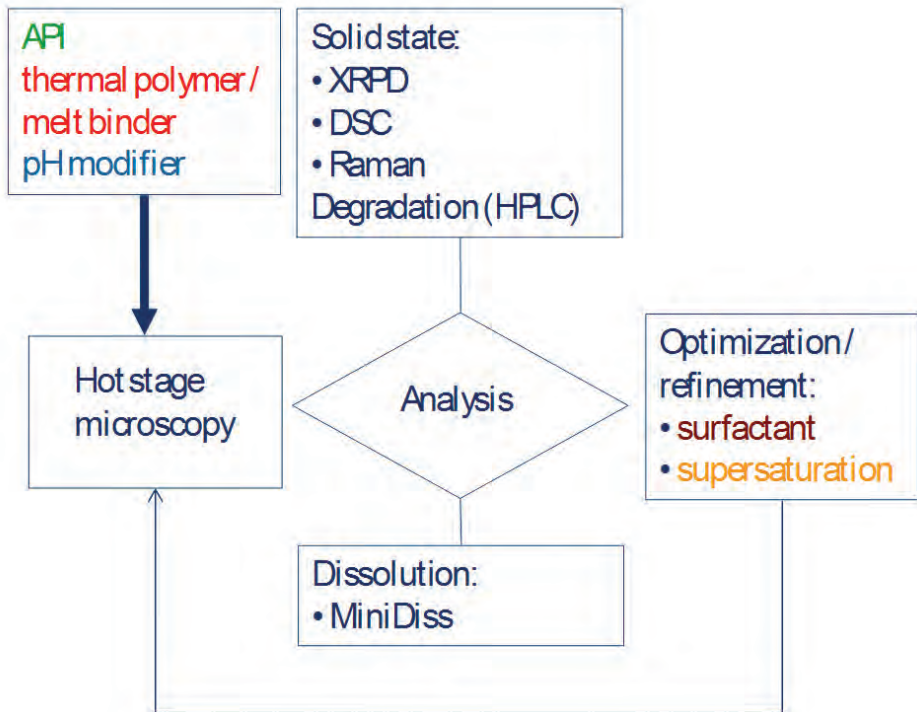 API
thermal polymer /
melt binder
pH modifier
Solid state:
• XRPD
• DSC
• Raman
Degradation (HPLC)
Hot stage
microscopy
Analysis
Optimization /
refinement:
• surfactant
• supersaturation
Dissolution:
• MiniDiss